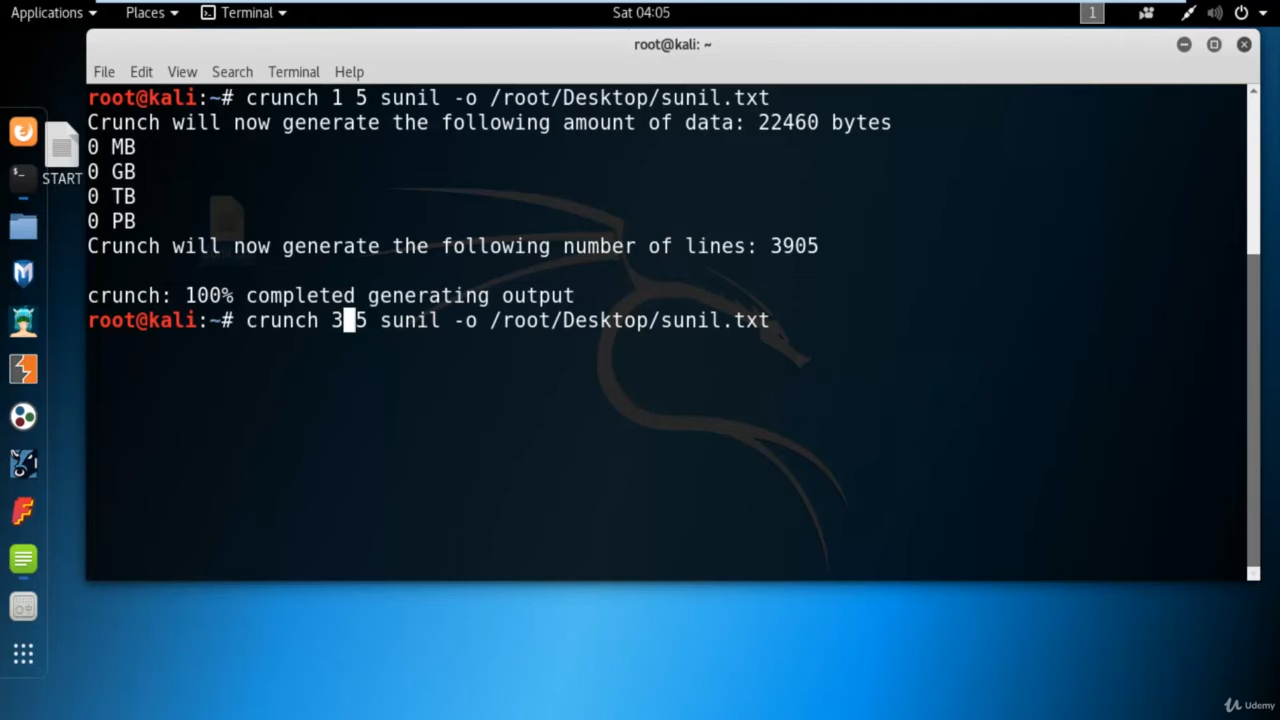 Applications Places Terminal Sat 04:05 1
root@kali: ~
File Edit View Search Terminal Help
root@kali:~# crunch 1 5 sunil -o /root/Desktop/sunil.txt
Crunch will now generate the following amount of data: 22460 bytes
0 MB
0 GB
0 TB
0 PB
Crunch will now generate the following number of lines: 3905
crunch: 100% completed generating output
root@kali:~# crunch 3 5 sunil -o /root/Desktop/sunil.txt
START
Udemy